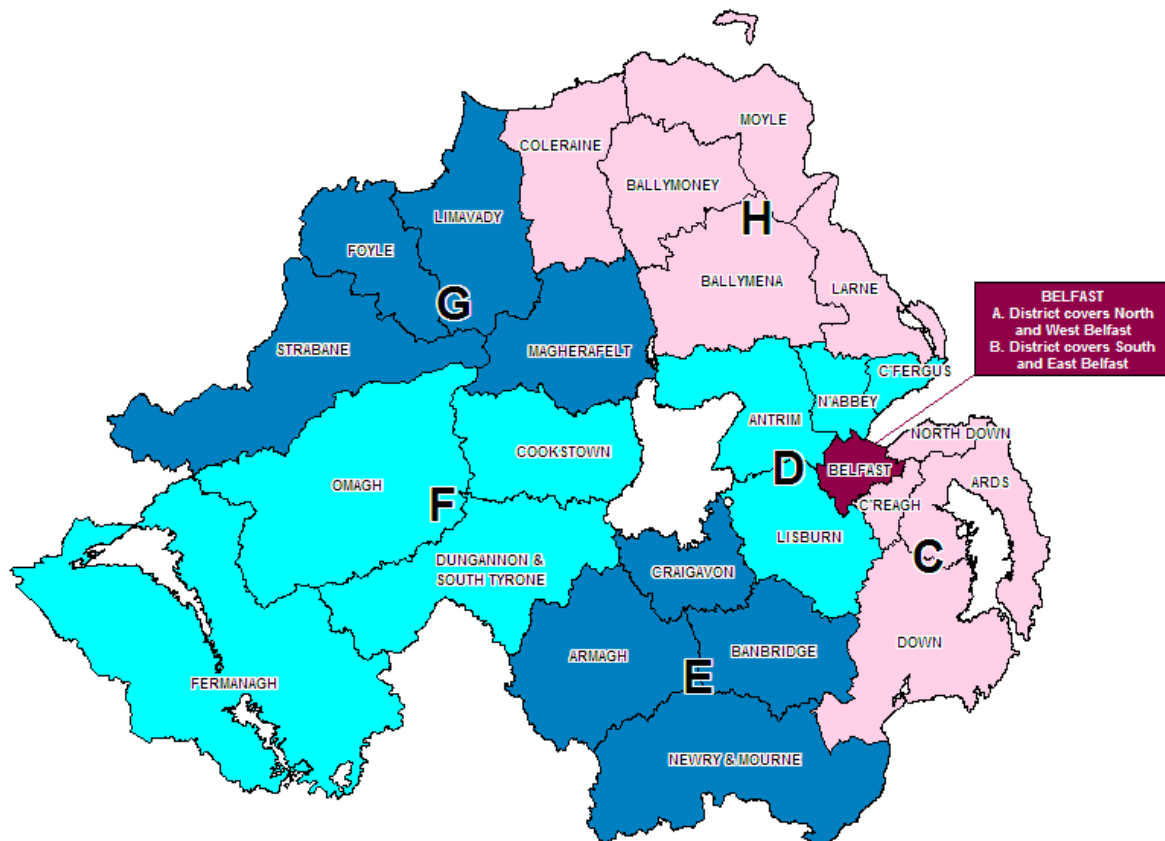 MOYLE
COLERAINE
BALLYMONEY
LIMAVADY
H
FOYLE
BALLYMENA
LARNE
G
BELFAST
A. District covers North
and West Belfast
B. District covers South
and East Belfast
STRABANE
MAGHERAFELT
C'FERGUS
N'ABBEY
ANTRIM
NORTH DOWN
COOKSTOWN
D
BELFAST
OMAGH
ARDS
F
C'REAGH
LISBURN
DUNGANNON &
SOUTH TYRONE
C
CRAIGAVON
DOWN
ARMAGH
BANBRIDGE
E
FERMANAGH
NEWRY & MOURNE